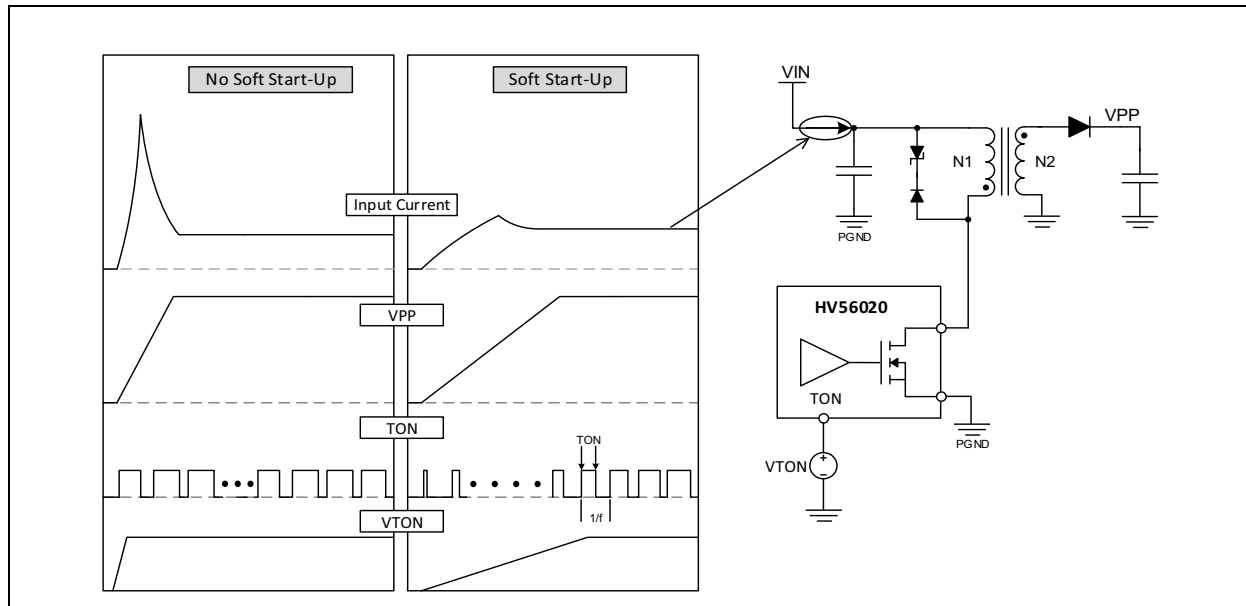 No Soft Start-Up
Soft Start-Up
Input Current
VPP
TON
TON
1/f
VTON
VIN
VPP
N1
N2
PGND
HV56020
TON
PGND
VTON
+
-